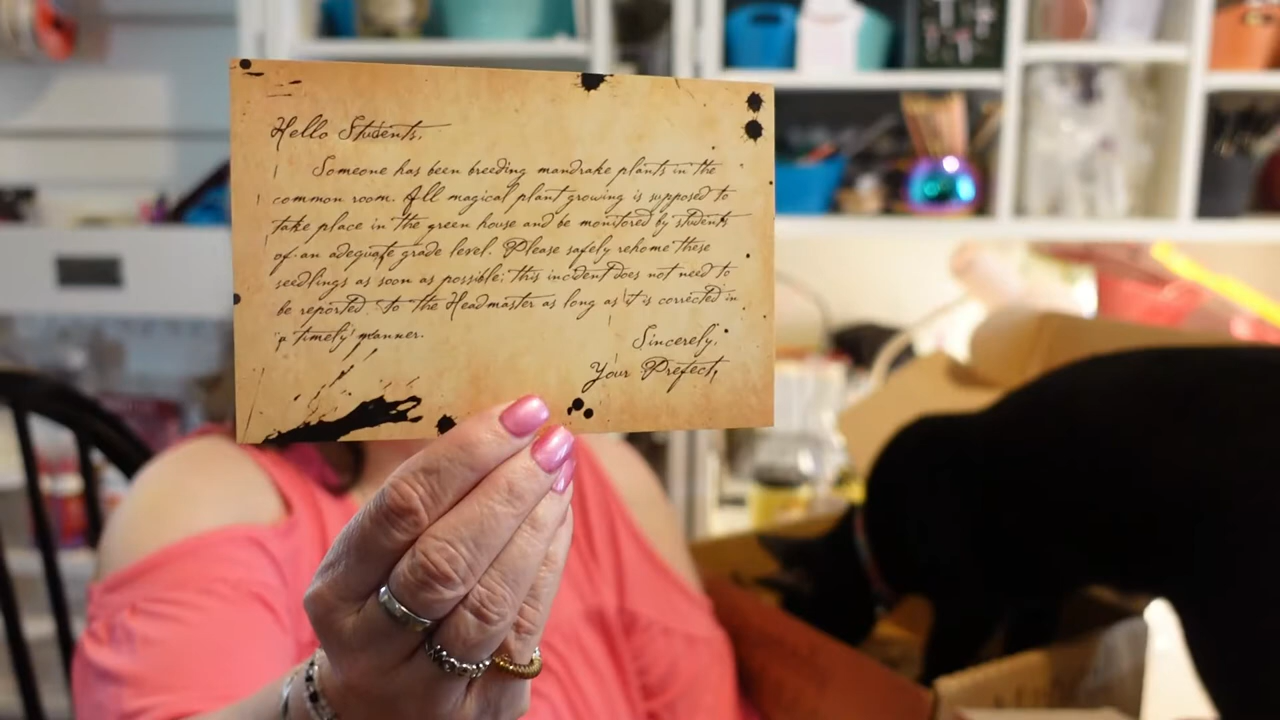 Hello Students,
Someone has been breeding mandrake plants in the
common room. All magical plant growing is supposed to
take place in the green house and be monitored by students
of an adequate grade level. Please safely rehome these
seedlings as soon as possible; this incident does not need to
be reported to the Headmaster as long as it is corrected in
a timely manner.
Sincerely,
Your Prefect,